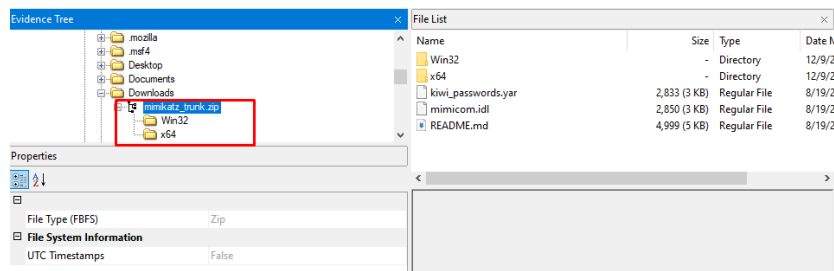 Evidence Tree
.mozilla
.msf4
Desktop
Documents
Downloads
mimikatz_trunk.zip
Win32
x64
Properties
File Type (FBFS) Zip
File System Information
UTC Timestamps False
File List
Name Size Type Date
Win32 - Directory 12/9/2
x64 - Directory 12/9/2
kiwi_passwords.yar 2,833 (3 KB) Regular File 8/19/2
mimicom.idl 2,850 (3 KB) Regular File 8/19/2
README.md 4,999 (5 KB) Regular File 8/19/2